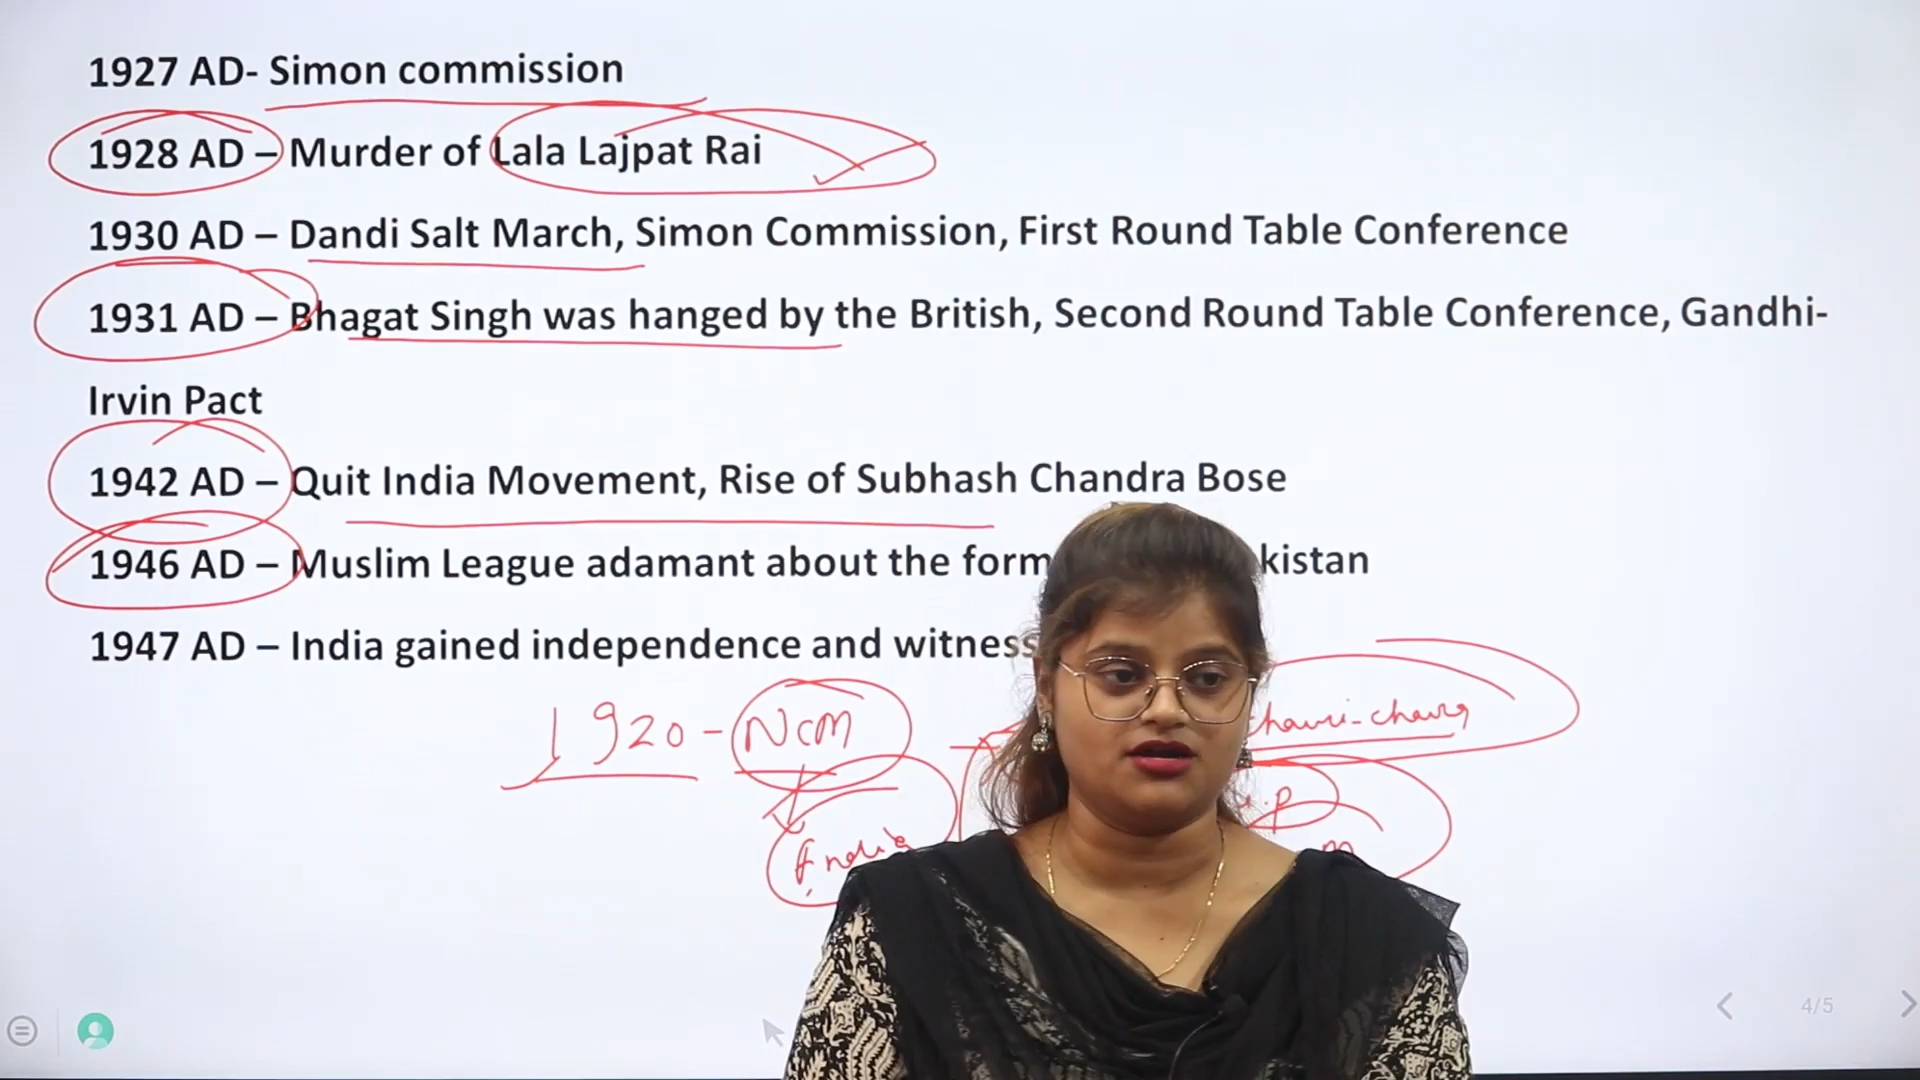 1927 AD- Simon commission
1928 AD – Murder of Lala Lajpat Rai
1930 AD – Dandi Salt March, Simon Commission, First Round Table Conference
1931 AD – Bhagat Singh was hanged by the British, Second Round Table Conference, Gandhi-
Irvin Pact
1942 AD – Quit India Movement, Rise of Subhash Chandra Bose
1946 AD – Muslim League adamant about the form kistan
1947 AD – India gained independence and witness
1920 - NCM
India
4/5